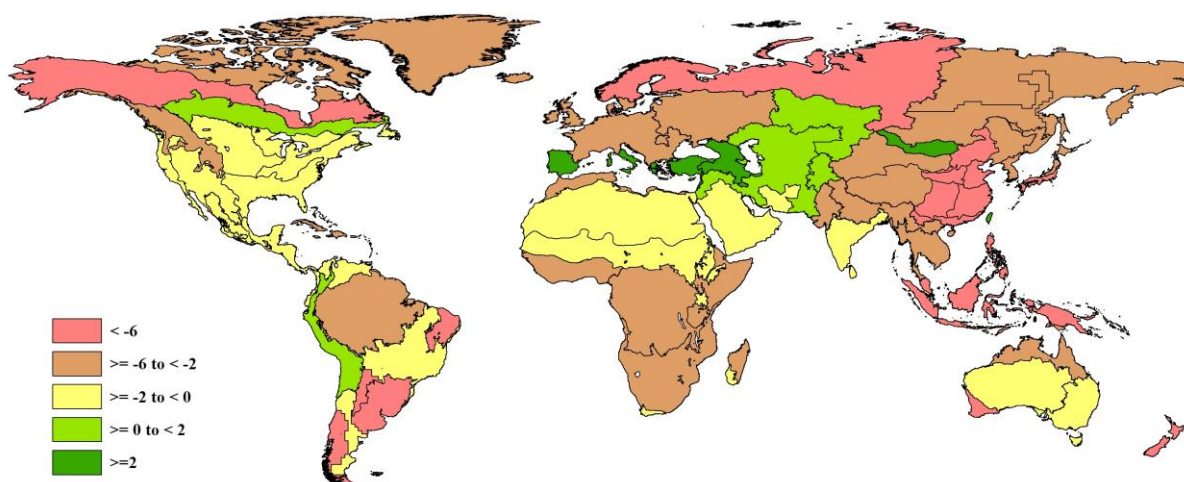 < -6
>= -6 to < -2
>= -2 to < 0
>= 0 to < 2
>=2